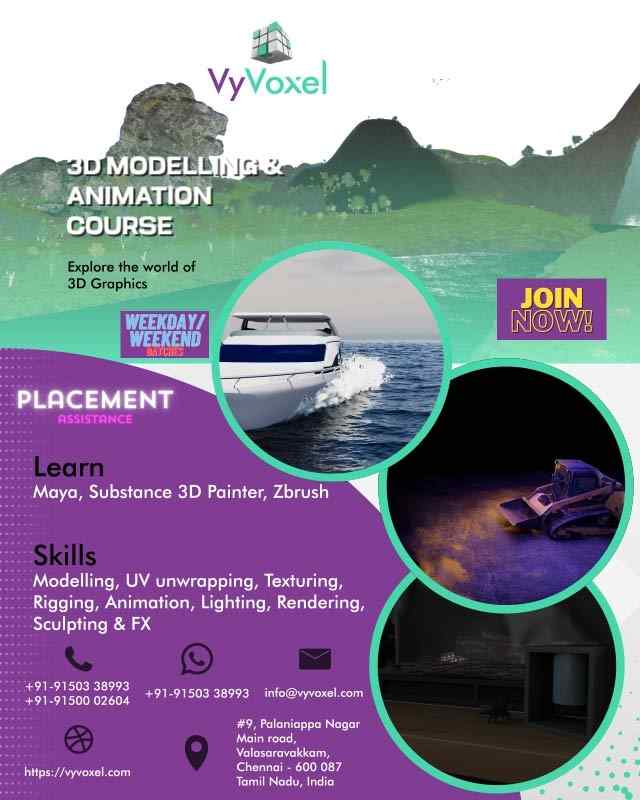 VyVoxel
3D MODELLING &
ANIMATION
COURSE
Explore the world of
3D Graphics
WEEKDAY/
WEEKEND
BATCHES
JOIN
NOW!
PLACEMENT
ASSISTANCE
Learn
Maya, Substance 3D Painter, Zbrush
Skills
Modelling, UV unwrapping, Texturing,
Rigging, Animation, Lighting, Rendering,
Sculpting & FX
+91-91503 38993
+91-91500 02604
+91-91503 38993
info@vyvoxel.com
https://vyvoxel.com
#9, Palaniappa Nagar
Main road,
Valasaravakkam,
Chennai - 600 087
Tamil Nadu, India